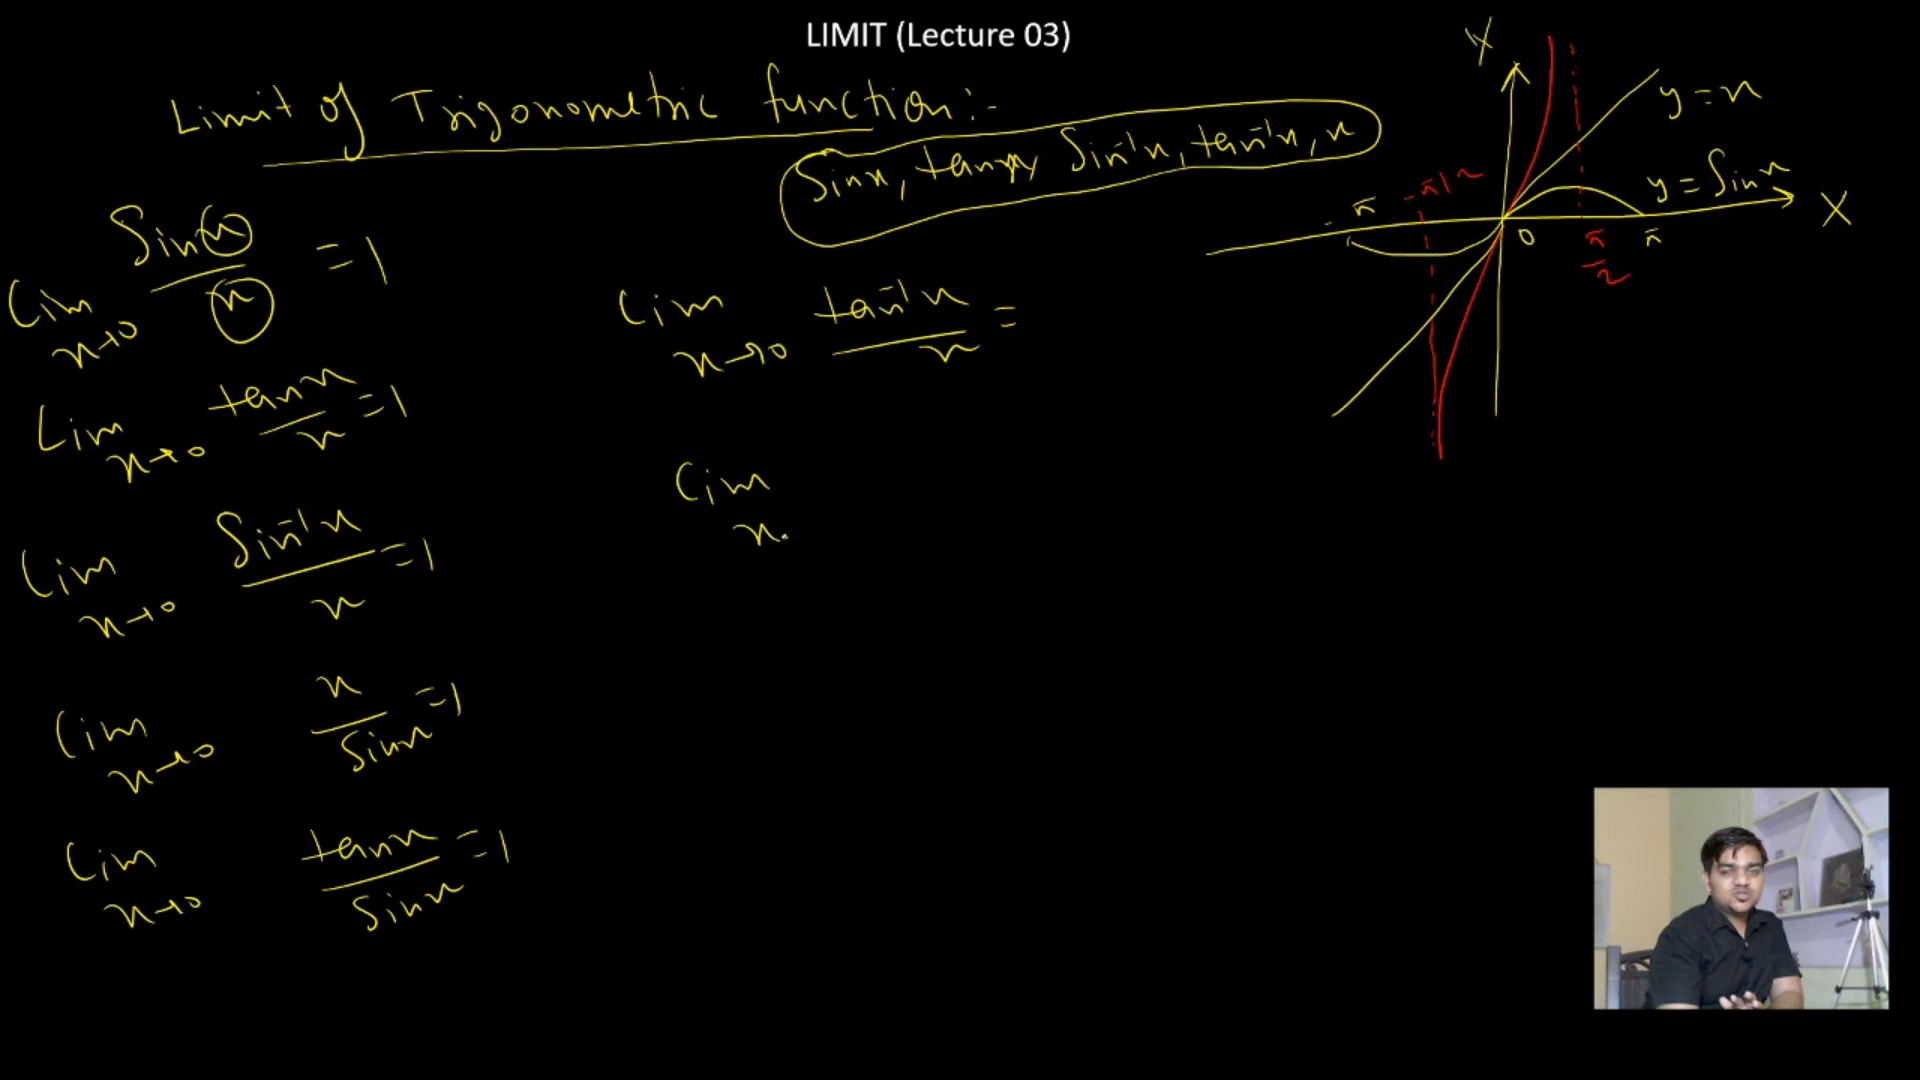 LIMIT (Lecture 03)
Limit of Trigonometric function:-
Sinx, tanx, Sin⁻¹x, tan⁻¹x, x
Lim x→0 Sin x / x = 1
Lim x→0 tanx / x = 1
Lim x→0 Sin⁻¹x / x = 1
Lim x→0 x / Sinx = 1
Lim x→0 tanx / Sinx = 1
Lim x→0 tan⁻¹x / x =
Lim x
Y
y = x
y = Sinx
X
-π
-π/2
0
π/2
π